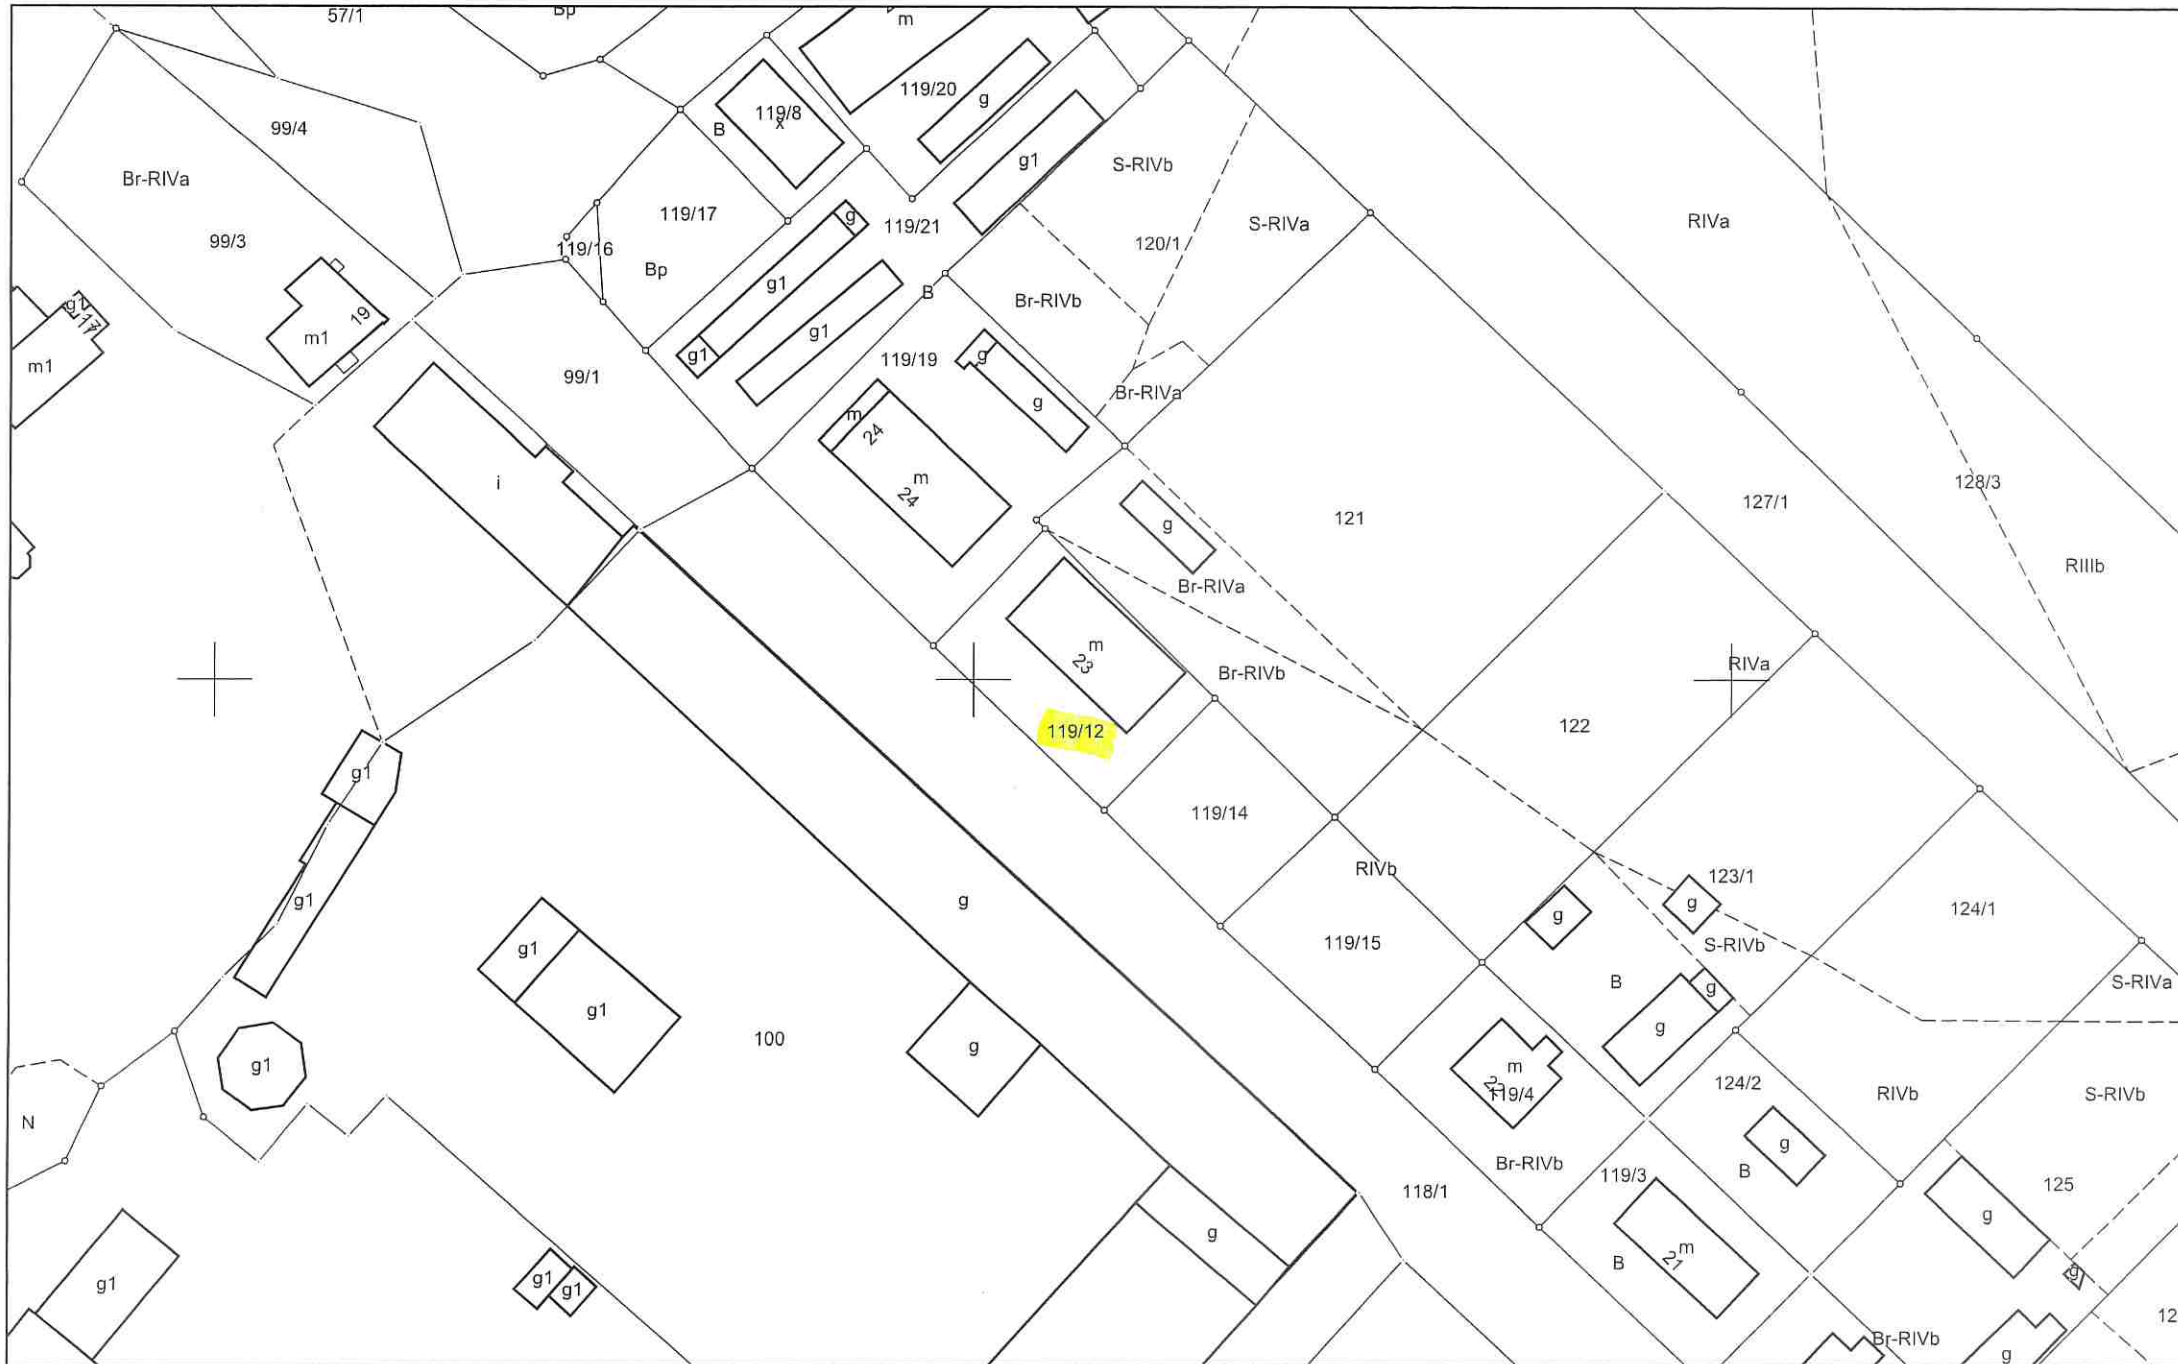 57/1
Bp
m
99/4
119/8
x
B
119/20
g
g1
S-RIVb
Br-RIVa
99/3
119/17
g
119/21
120/1
S-RIVa
RIVa
119/16
Bp
g1
B
Br-RIVb
g1
g1
119/19
g
g
Br-RIVa
m1
19
m1
99/1
m
24
m
24
i
g
121
127/1
128/3
RIIIb
Br-RIVa
m
23
Br-RIVb
RIVa
122
119/12
g1
119/14
RIVb
g
123/1
g
124/1
g1
g
119/15
S-RIVb
g1
B
g
S-RIVa
g1
g
100
g
g1
m
119/4
124/2
RIVb
S-RIVb
N
g
B
Br-RIVb
119/3
125
118/1
g
g
m
21
B
g
g1
g1
g1
12
Br-RIVb
g